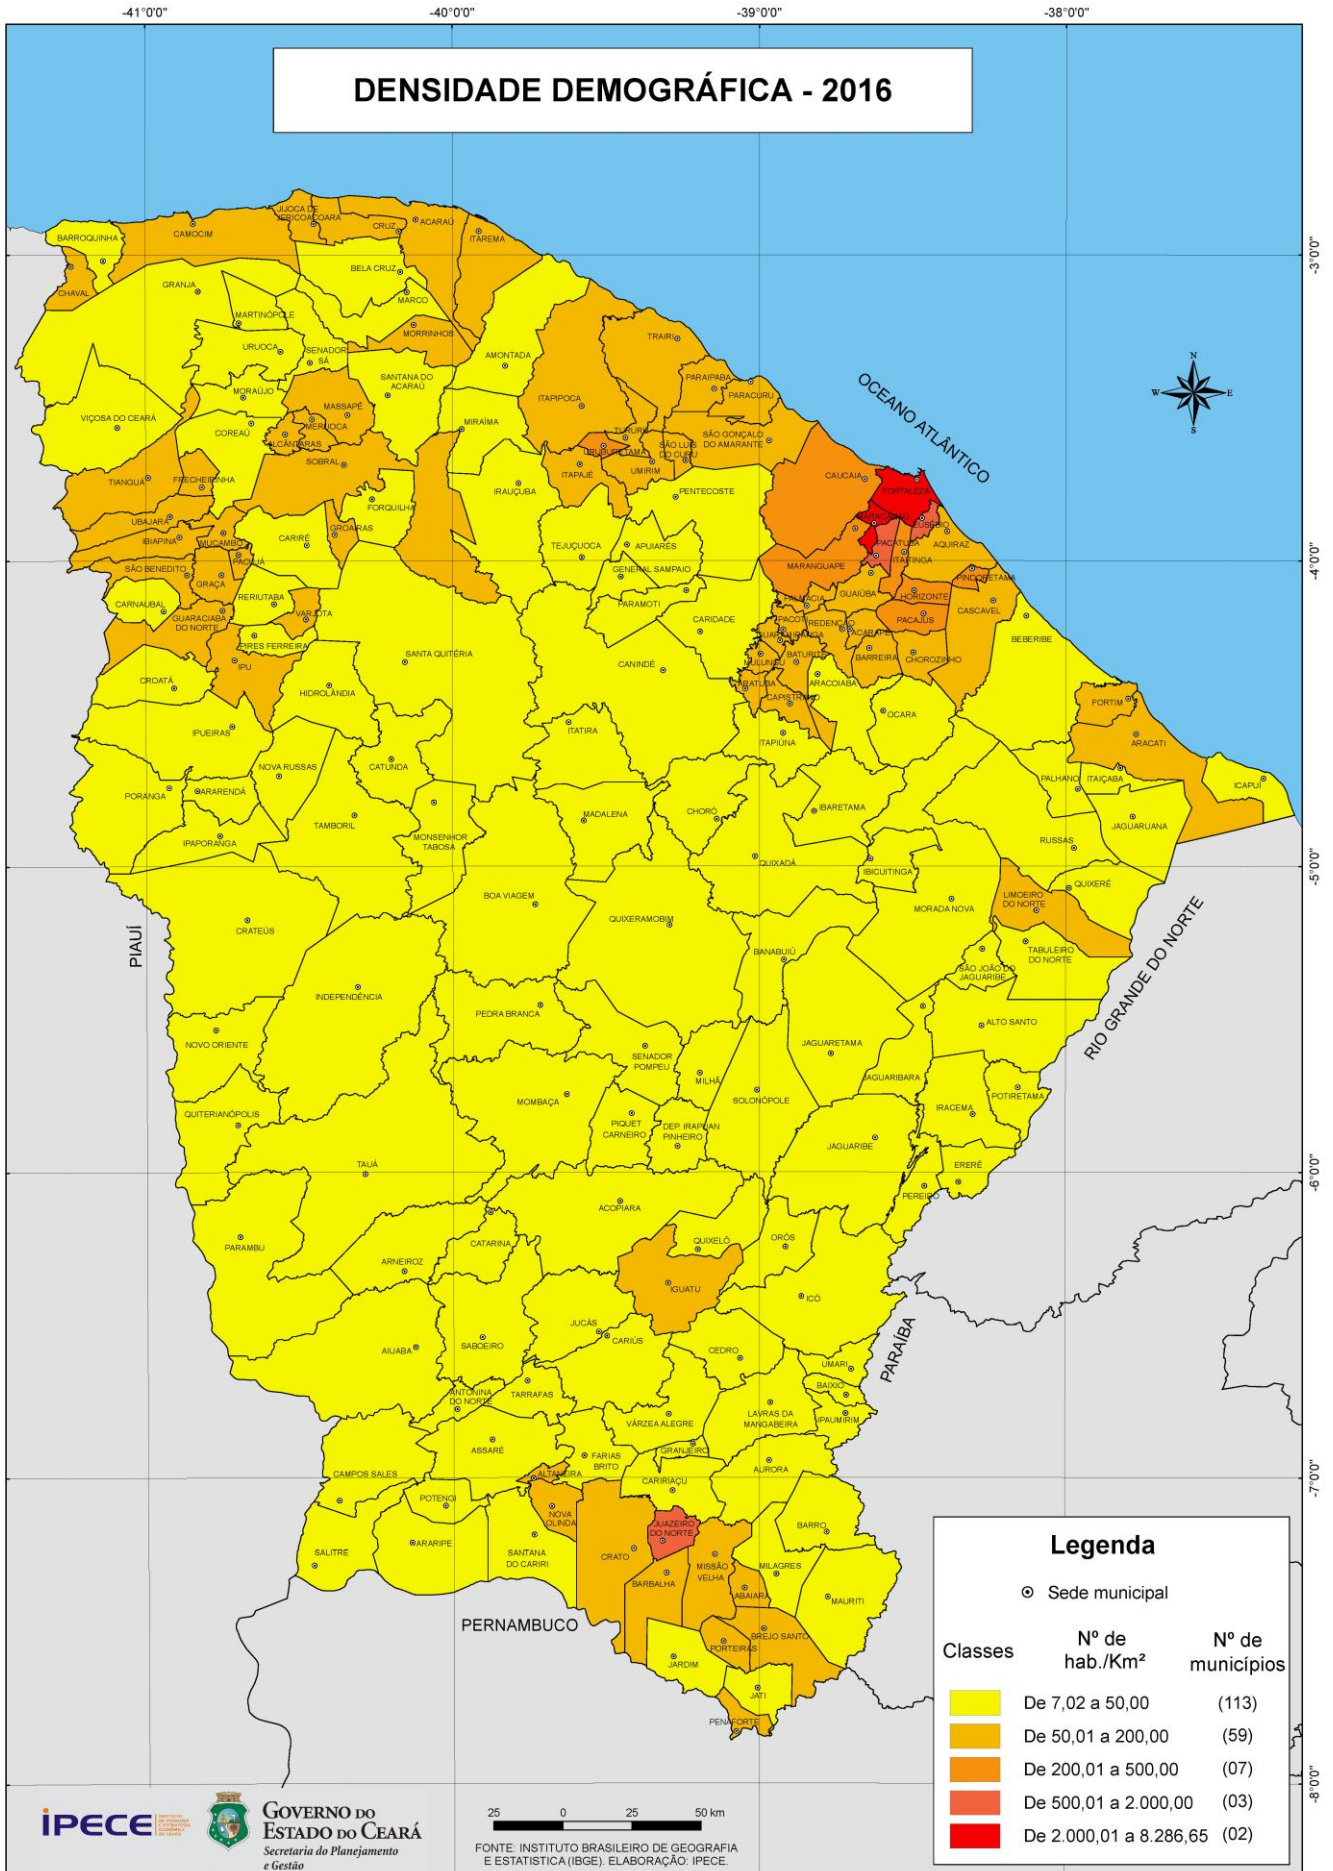 -41°0'0"
-40°0'0"
-39°0'0"
-38°0'0"
DENSIDADE DEMOGRÁFICA - 2016
-3°0'0"
-4°0'0"
-5°0'0"
-6°0'0"
-7°0'0"
-8°0'0"
OCEANO ATLÂNTICO
N
W
E
S
BARROQUINHA
CAMOCIM
JIJOCA DE
JERICOACOARA
CRUZ
ACARAÚ
ITAREMA
CHAVAL
GRANJA
BELA CRUZ
MARCO
MARTINÓPOLE
MORRINHOS
URUOCA
SENADOR
SÁ
AMONTADA
TRAIRI
SANTANA DO
ACARAÚ
MORAÚJO
MASSAPÊ
ITAPIPOCA
PARAIPABA
PARACURU
VIÇOSA DO CEARÁ
COREAÚ
MERUOCA
ALCÂNTARAS
MIRAÍMA
TURURU
URUBURETAMA
SÃO LUÍS
DO CURU
SÃO GONÇALO
DO AMARANTE
SOBRAL
ITAPAJÉ
UMIRIM
TIANGUÁ
FRECHEIRINHA
IRAUÇUBA
PENTECOSTE
CAUCAIA
FORTALEZA
FORQUILHA
UBAJARA
GROAÍRAS
MARACANAÚ
EUSÉBIO
IBIAPINA
MUCAMBO
CARIRÉ
PACUJÁ
TEJUÇUOCA
APUIARÉS
PACATUBA
AQUIRAZ
ITAITINGA
SÃO BENEDITO
GRAÇA
GENERAL SAMPAIO
MARANGUAPE
PINDORETAMA
CARNAUBAL
RERIUTABA
PARAMOTI
GUAIÚBA
HORIZONTE
CASCAVEL
GUARACIABA
DO NORTE
VARJOTA
PALMÁCIA
PACOTI
REDENÇÃO
PACAJUS
CARIDADE
ACARAPE
BEBERIBE
PIRES FERREIRA
GUARAMIRANGA
BARREIRA
CHOROZINHO
IPU
SANTA QUITÉRIA
CANINDÉ
MULUNGU
BATURITÉ
ARATUBA
ARACOIABA
CROATÁ
HIDROLÂNDIA
CAPISTRANO
OCARA
FORTIM
ARACATI
IPUEIRAS
ITATIRA
ITAPIÚNA
NOVA RUSSAS
CATUNDA
PORANGA
ARARENDÁ
PALHANO
ITAIÇABA
ICAPUÍ
TAMBORIL
MONSENHOR
TABOSA
MADALENA
CHORÓ
IBARETAMA
JAGUARUANA
IPAPORANGA
RUSSAS
QUIXADÁ
IBICUITINGA
QUIXERÉ
BOA VIAGEM
QUIXERAMOBIM
MORADA NOVA
LIMOEIRO
DO NORTE
CRATEÚS
BANABUIÚ
TABULEIRO
DO NORTE
SÃO JOÃO DO
JAGUARIBE
PIAUÍ
RIO GRANDE DO NORTE
INDEPENDÊNCIA
PEDRA BRANCA
ALTO SANTO
NOVO ORIENTE
SENADOR
POMPEU
JAGUARETAMA
MILHÃ
JAGUARIBARA
SOLONÓPOLE
POTIRETAMA
QUITERIANÓPOLIS
MOMBAÇA
PIQUET
CARNEIRO
DEP. IRAPUAN
PINHEIRO
IRACEMA
JAGUARIBE
TAUÁ
ERERÊ
PEREIRO
ACOPIARA
PARAMBU
CATARINA
QUIXELÔ
ORÓS
ARNEIROZ
IGUATU
ICÓ
JUCÁS
CARIÚS
AIUABA
SABOEIRO
CEDRO
UMARI
PARAÍBA
BAIXIO
ANTONINA
DO NORTE
TARRAFAS
VÁRZEA ALEGRE
LAVRAS DA
MANGABEIRA
IPAUMIRIM
ASSARÉ
GRANJEIRO
FARIAS
BRITO
AURORA
CAMPOS SALES
ALTANEIRA
CARIRIAÇU
POTENGI
NOVA
OLINDA
JUAZEIRO
DO NORTE
BARRO
SALITRE
ARARIPE
SANTANA
DO CARIRI
CRATO
MISSÃO
VELHA
MILAGRES
BARBALHA
ABAIARA
MAURITI
PERNAMBUCO
BREJO SANTO
PORTEIRAS
JARDIM
JATI
PENAFORTE
Legenda
Sede municipal
Classes
Nº de
hab./Km²
Nº de
municípios
De 7,02 a 50,00 (113)
De 50,01 a 200,00 (59)
De 200,01 a 500,00 (07)
De 500,01 a 2.000,00 (03)
De 2.000,01 a 8.286,65 (02)
iPECE
INSTITUTO
DE PESQUISA
E ESTRATÉGIA
ECONÔMICA
DO CEARÁ
GOVERNO DO
ESTADO DO CEARÁ
Secretaria do Planejamento
e Gestão
25 0 25 50 km
FONTE: INSTITUTO BRASILEIRO DE GEOGRAFIA
E ESTATISTICA (IBGE). ELABORAÇÃO: IPECE.